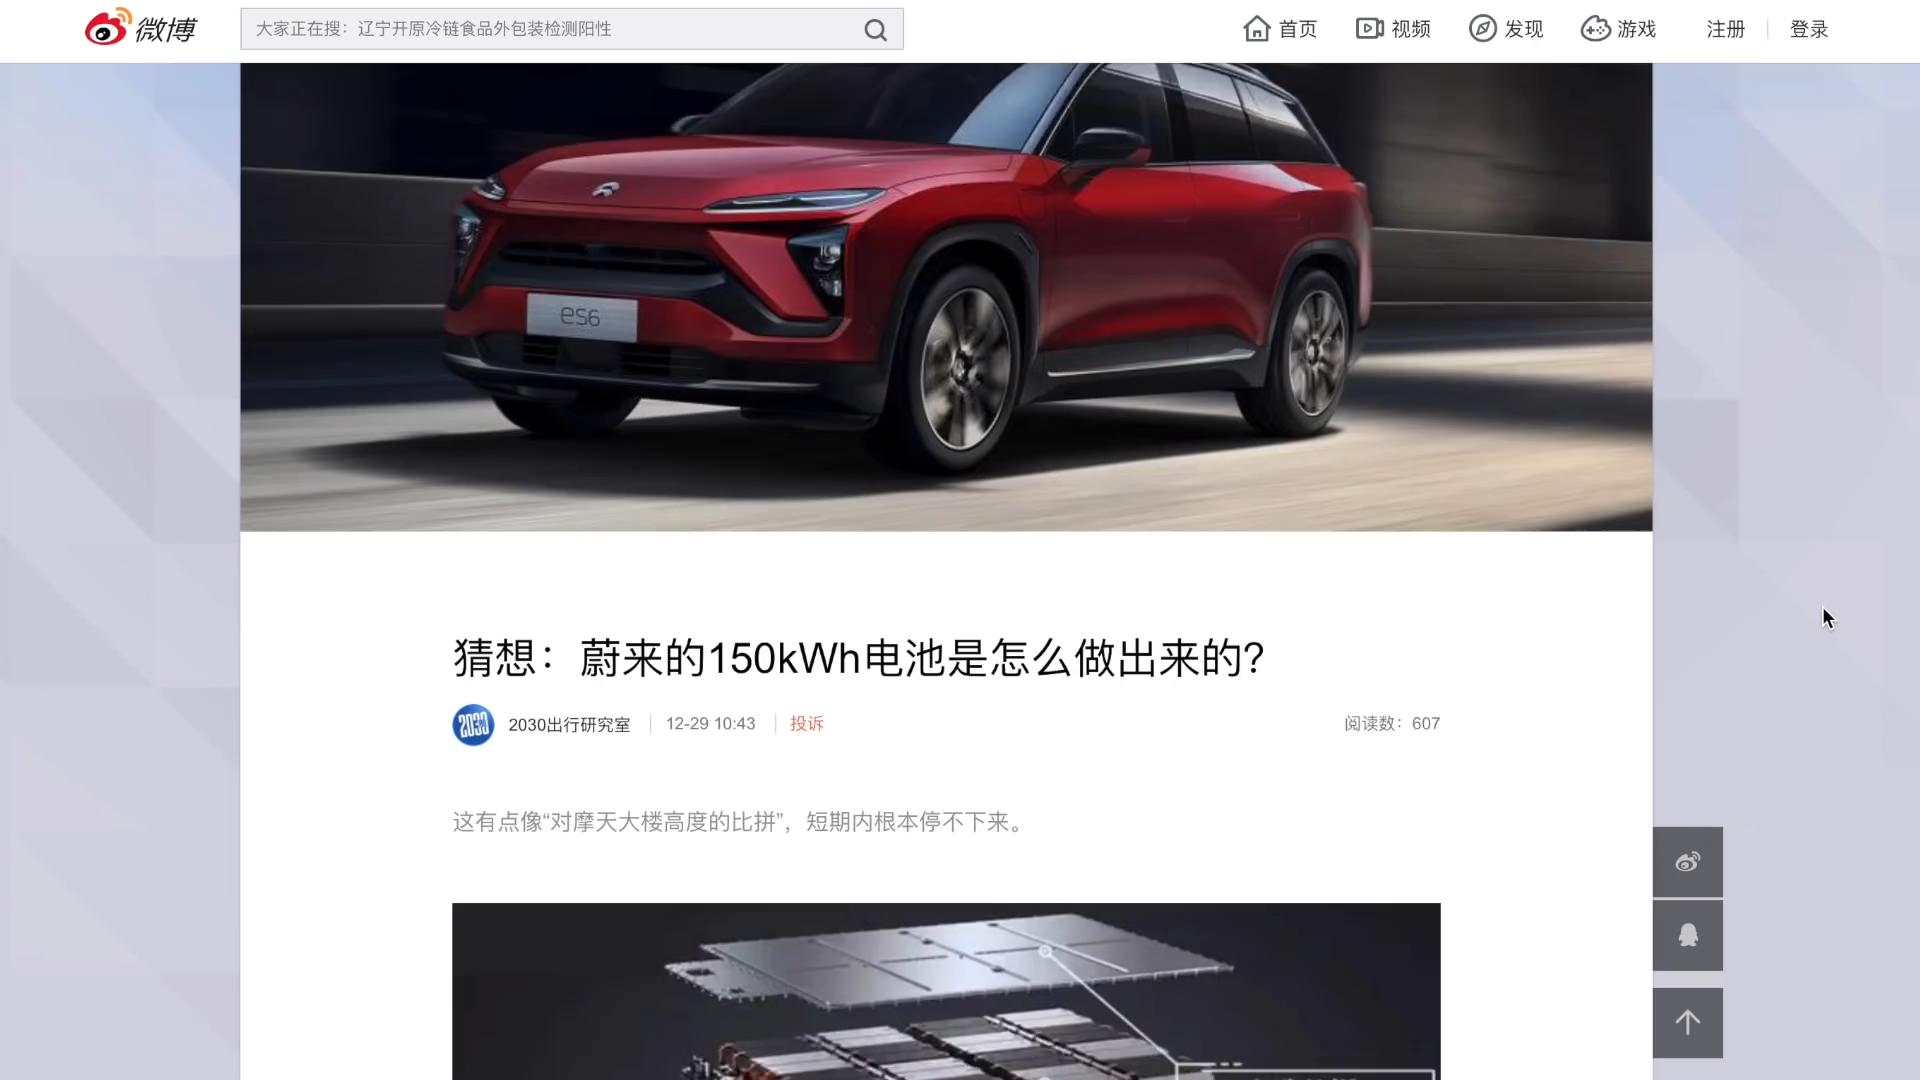 微博
大家正在搜：辽宁开原冷链食品外包装检测阳性
首页
视频
发现
游戏
注册
登录
es6
猜想：蔚来的150kWh电池是怎么做出来的？
2030
2030出行研究室
12-29 10:43
投诉
阅读数：607
这有点像“对摩天大楼高度的比拼”，短期内根本停不下来。